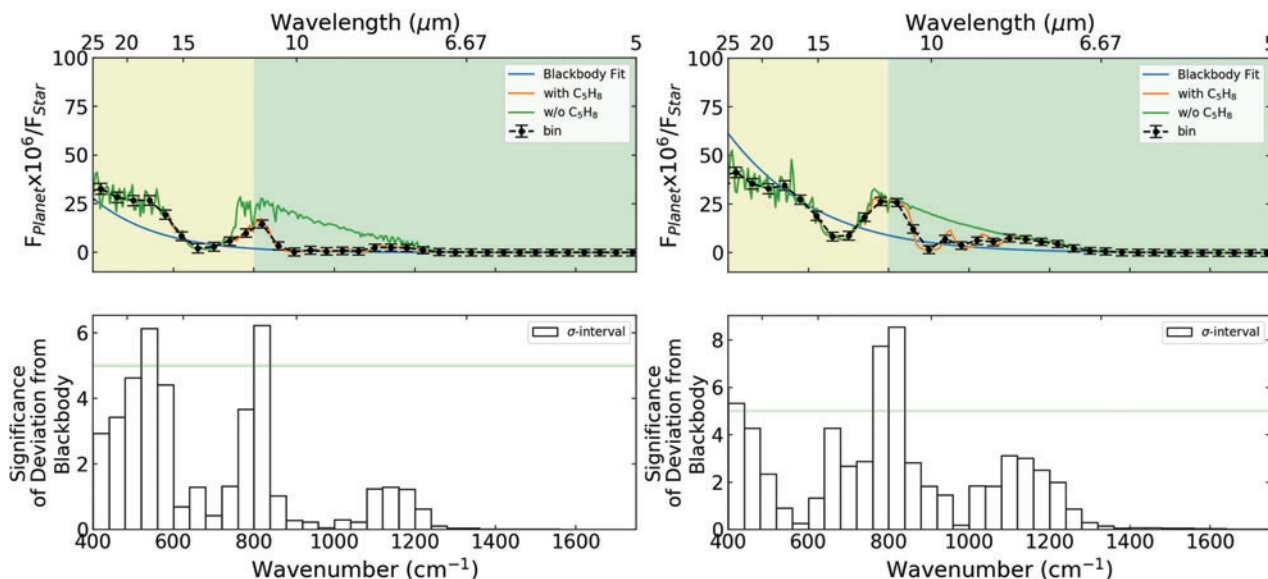 Wavelength (μm)
25 20 15 10 6.67 5
100
75
50
25
0
F_Planet x10⁶/F_Star
Blackbody Fit
with C₅H₈
w/o C₅H₈
bin
6
4
2
0
Significance
of Deviation from
Blackbody
σ-interval
400 600 800 1000 1200 1400 1600
Wavenumber (cm⁻¹)
Wavelength (μm)
25 20 15 10 6.67 5
100
75
50
25
0
F_Planet x10⁶/F_Star
Blackbody Fit
with C₅H₈
w/o C₅H₈
bin
8
6
4
2
0
Significance
of Deviation from
Blackbody
σ-interval
400 600 800 1000 1200 1400 1600
Wavenumber (cm⁻¹)